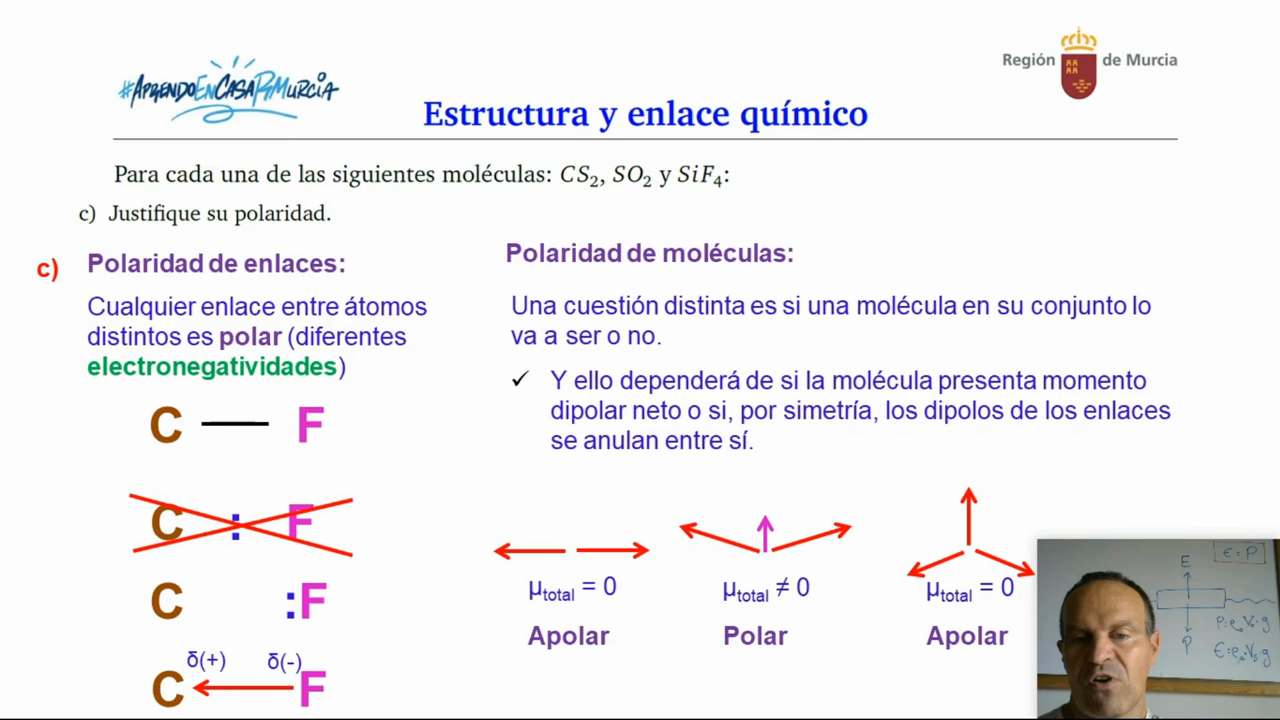 #APRENDOENCASARMURCIA
Región de Murcia
Estructura y enlace químico
Para cada una de las siguientes moléculas: CS₂, SO₂ y SiF₄:
c) Justifique su polaridad.
c)
Polaridad de enlaces:
Cualquier enlace entre átomos
distintos es polar (diferentes
electronegatividades)
C F
C : F
C :F
δ(+) δ(-)
C F
Polaridad de moléculas:
Una cuestión distinta es si una molécula en su conjunto lo
va a ser o no.
✓ Y ello dependerá de si la molécula presenta momento
dipolar neto o si, por simetría, los dipolos de los enlaces
se anulan entre sí.
μtotal = 0 μtotal ≠ 0 μtotal = 0
Apolar Polar Apolar
E
E = P
P